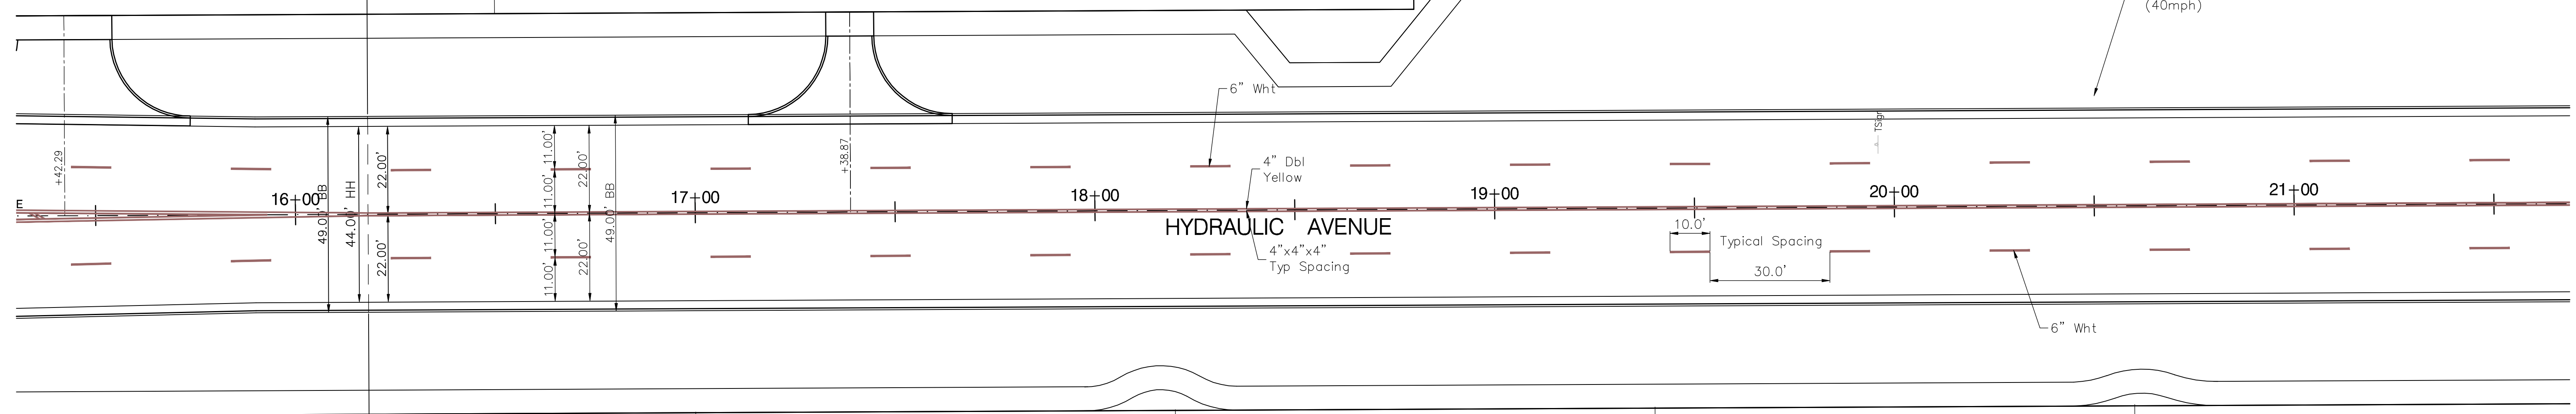 (40mph)
6" Wht
TSign
+42.29
+38.87
4" Dbl
Yellow
E
16+00
17+00
18+00
19+00
20+00
21+00
49.00' BB
44.00' HH
22.00'
22.00'
11.00'
11.00'
11.00'
11.00'
22.00'
22.00'
49.00' BB
HYDRAULIC AVENUE
4"x4"x4"
Typ Spacing
10.0'
Typical Spacing
30.0'
6" Wht